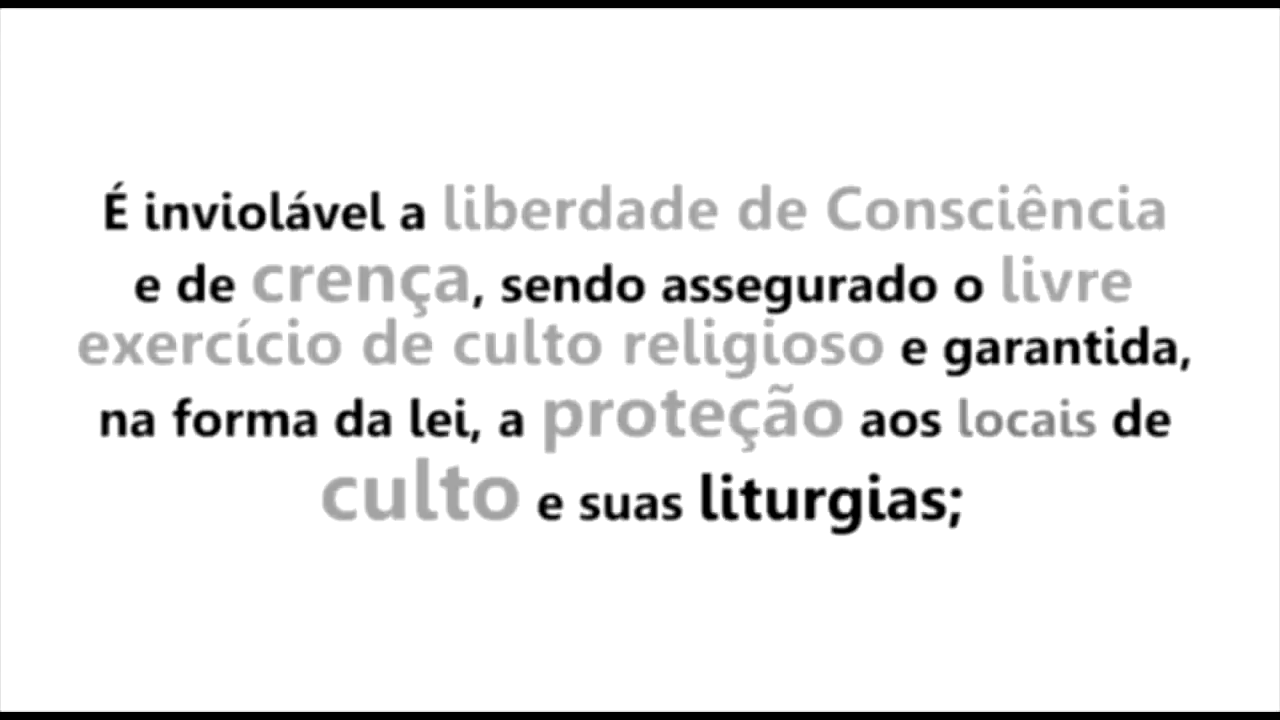 É inviolável a liberdade de Consciência
e de crença, sendo assegurado o livre
exercício de culto religioso e garantida,
na forma da lei, a proteção aos locais de
culto e suas liturgias;